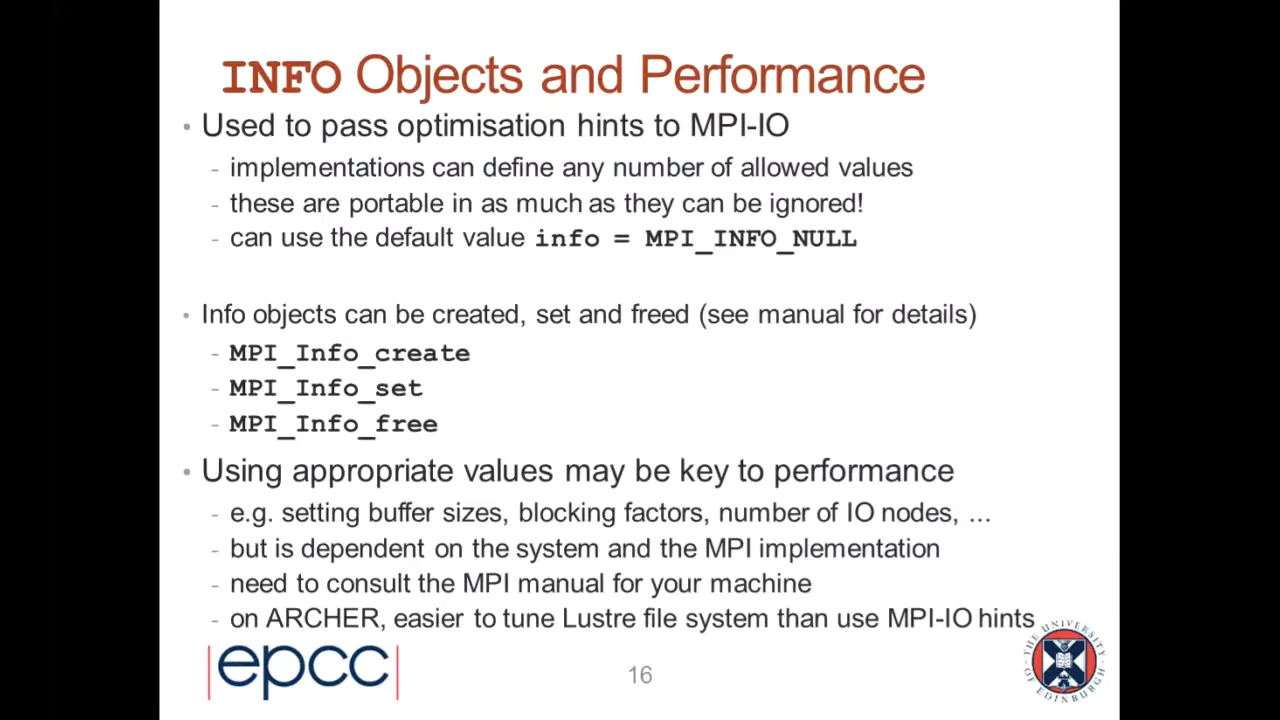 INFO Objects and Performance
• Used to pass optimisation hints to MPI-IO
- implementations can define any number of allowed values
- these are portable in as much as they can be ignored!
- can use the default value info = MPI_INFO_NULL
• Info objects can be created, set and freed (see manual for details)
- MPI_Info_create
- MPI_Info_set
- MPI_Info_free
• Using appropriate values may be key to performance
- e.g. setting buffer sizes, blocking factors, number of IO nodes, ...
- but is dependent on the system and the MPI implementation
- need to consult the MPI manual for your machine
- on ARCHER, easier to tune Lustre file system than use MPI-IO hints
epcc
16
THE UNIVERSITY OF EDINBURGH